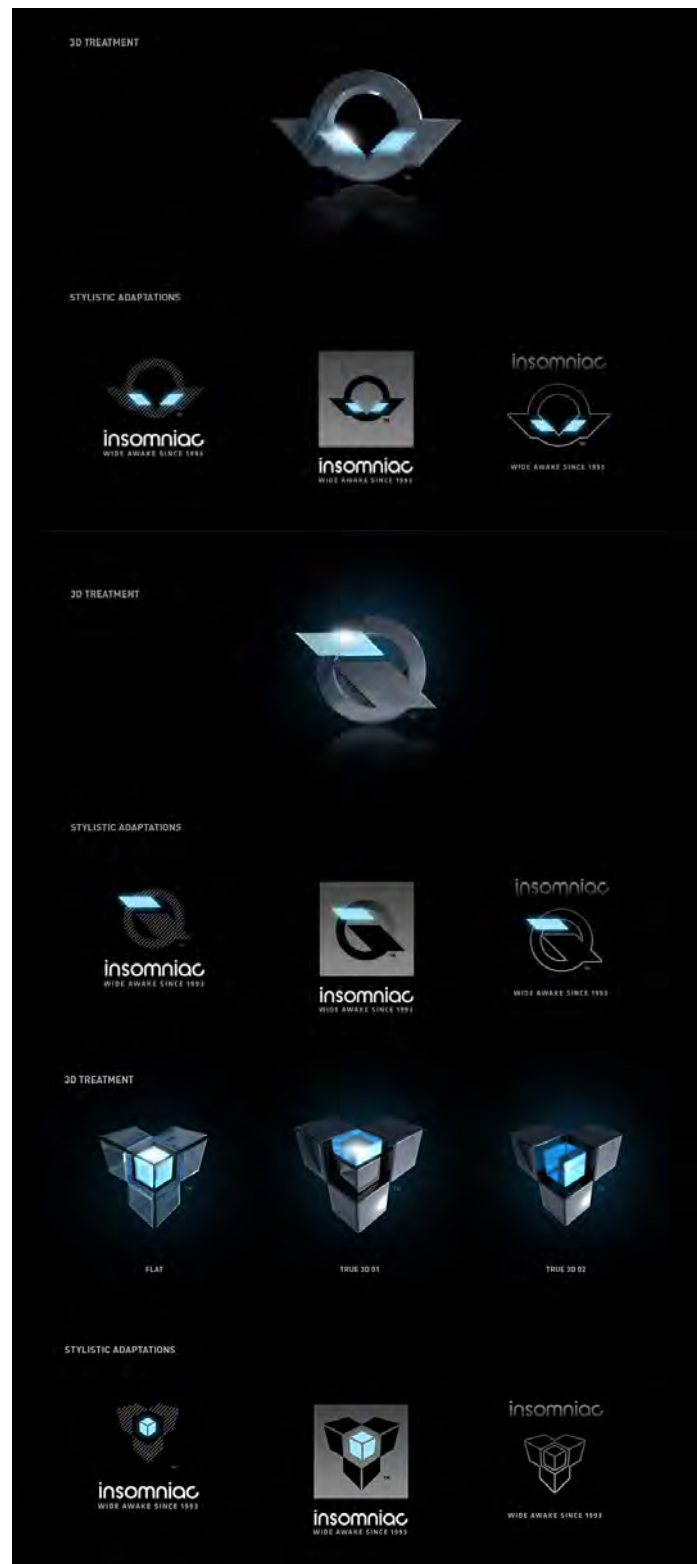 3D TREATMENT
STYLISTIC ADAPTATIONS
insomniac
WIDE AWAKE SINCE 1993
insomniac
WIDE AWAKE SINCE 1993
insomniac
WIDE AWAKE SINCE 1993
3D TREATMENT
STYLISTIC ADAPTATIONS
insomniac
WIDE AWAKE SINCE 1993
insomniac
WIDE AWAKE SINCE 1993
insomniac
WIDE AWAKE SINCE 1993
3D TREATMENT
FLAT
TRUE 3D 01
TRUE 3D 02
STYLISTIC ADAPTATIONS
insomniac
WIDE AWAKE SINCE 1993
insomniac
WIDE AWAKE SINCE 1993
insomniac
WIDE AWAKE SINCE 1993